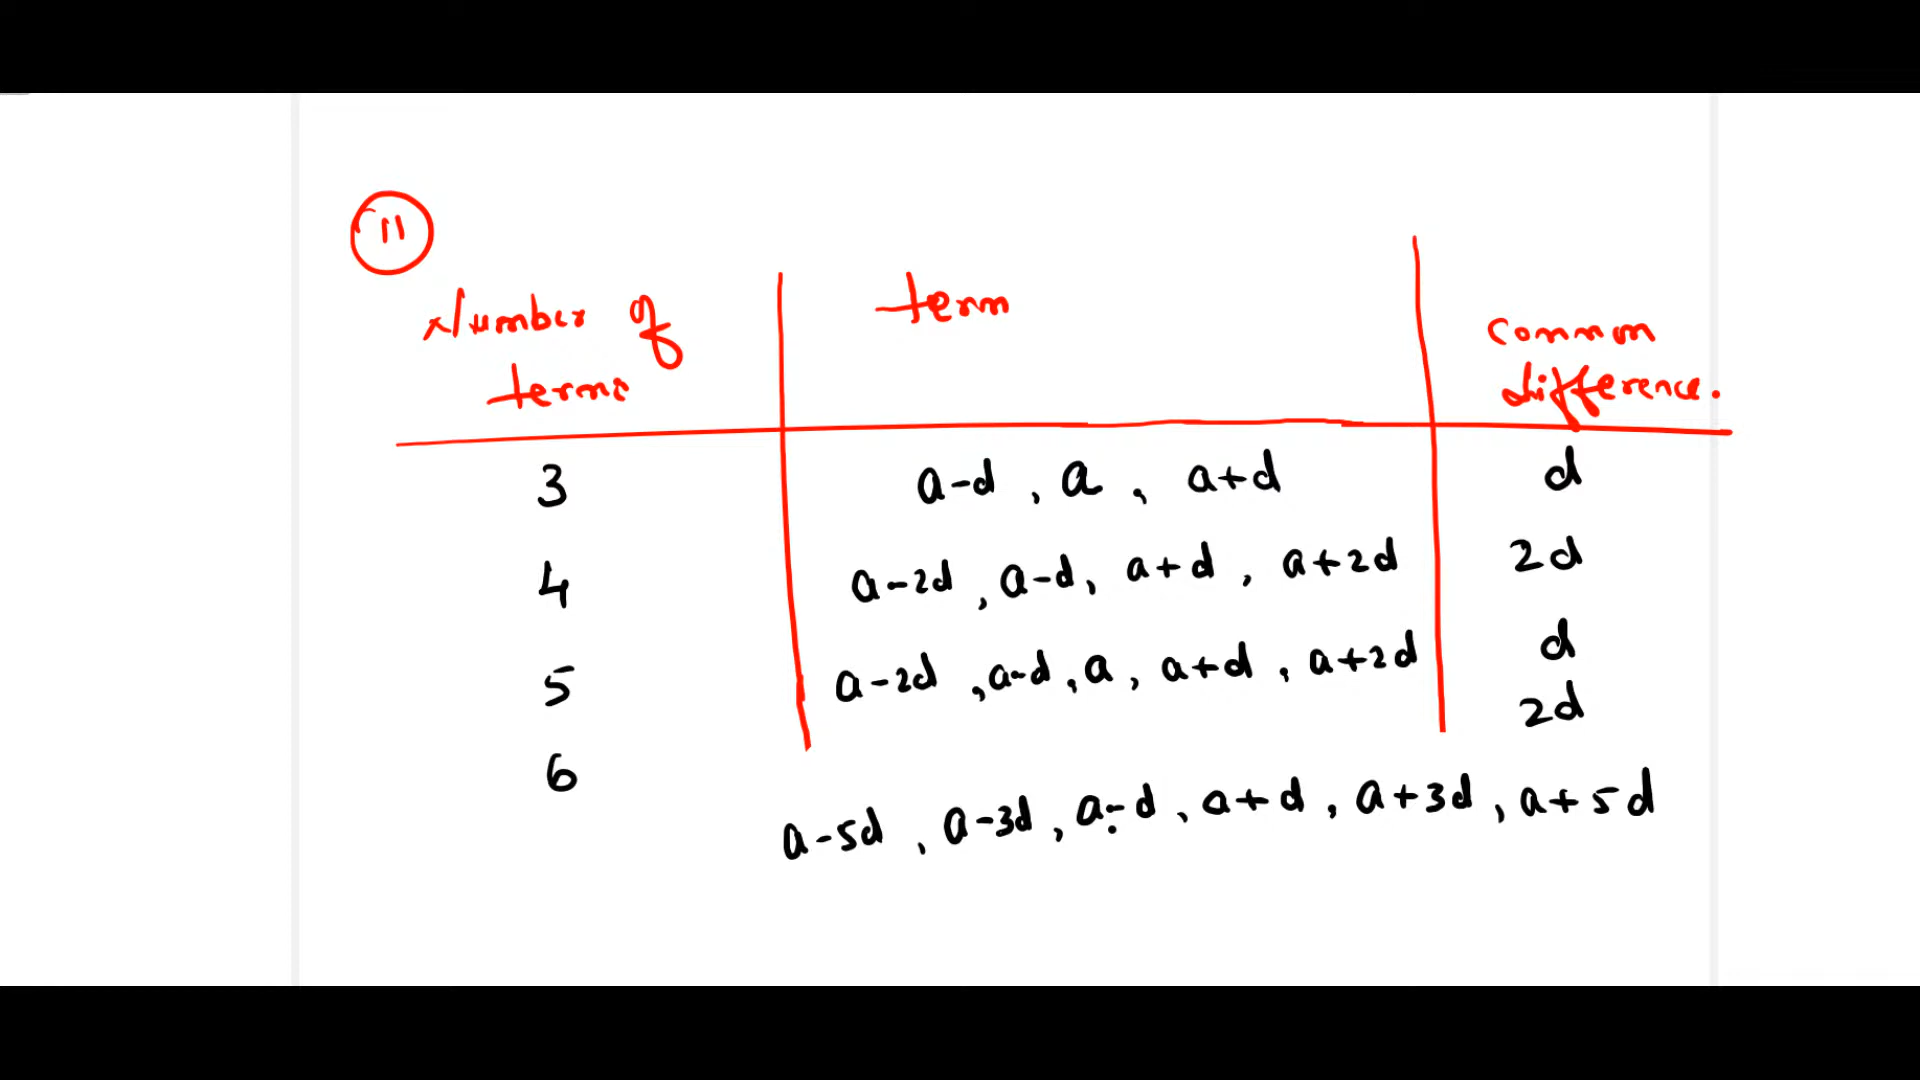 11
Number of terms | term | Common difference.
3 | a-d, a, a+d | d
4 | a-2d, a-d, a+d, a+2d | 2d
5 | a-2d, a-d, a, a+d, a+2d | d
6 | a-5d, a-3d, a-d, a+d, a+3d, a+5d | 2d